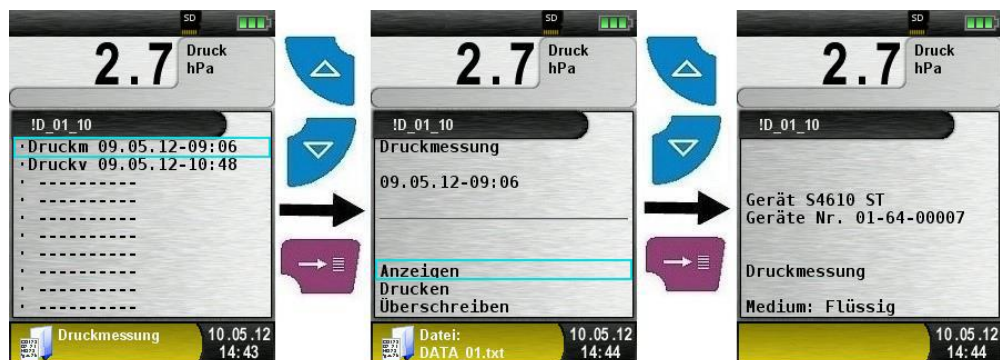 SD
2.7
Druck
hPa
!D_01_10
·Druckm 09.05.12-09:06
·Druckv 09.05.12-10:48
· ----------
· ----------
· ----------
· ----------
· ----------
· ----------
· ----------
· ----------
Druckmessung
10.05.12
14:43
SD
2.7
Druck
hPa
!D_01_10
Druckmessung
09.05.12-09:06
Anzeigen
Drucken
Überschreiben
Datei:
DATA_01.txt
10.05.12
14:44
SD
2.7
Druck
hPa
!D_01_10
Gerät S4610 ST
Geräte Nr. 01-64-00007
Druckmessung
Medium: Flüssig
10.05.12
14:44